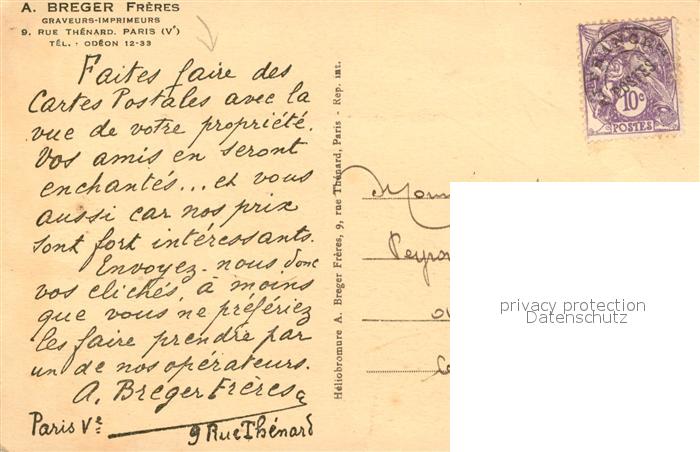 A. BREGER FRÈRES
GRAVEURS-IMPRIMEURS
9, RUE THÉNARD. PARIS (Vᵉ)
TÉL. · ODÉON 12-33
Faites faire des
Cartes Postales avec la
vue de votre propriété.
Vos amis en seront
enchantés... et vous
aussi car nos prix
sont fort intéressants.
Envoyez-nous donc
vos clichés, à moins
que vous ne préfériez
les faire prendre par
un de nos opérateurs.
A. Breger Frères
Paris Vᵉ
9 Rue Thénard
Héliobromure A. Breger Frères, 9, rue Thénard, Paris - Rep. int.
FRANCE
POSTES
10c
POSTES
privacy protection
Datenschutz